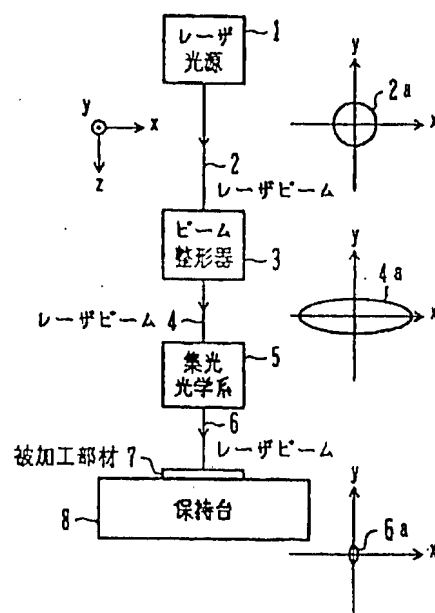 レーザ
光源
1
y
x
z
y
2a
x
2
レーザビーム
ビーム
整形器
3
y
4a
x
レーザビーム 4
集光
光学系
5
6
レーザビーム
被加工部材 7
8
保持台
y
6a
x